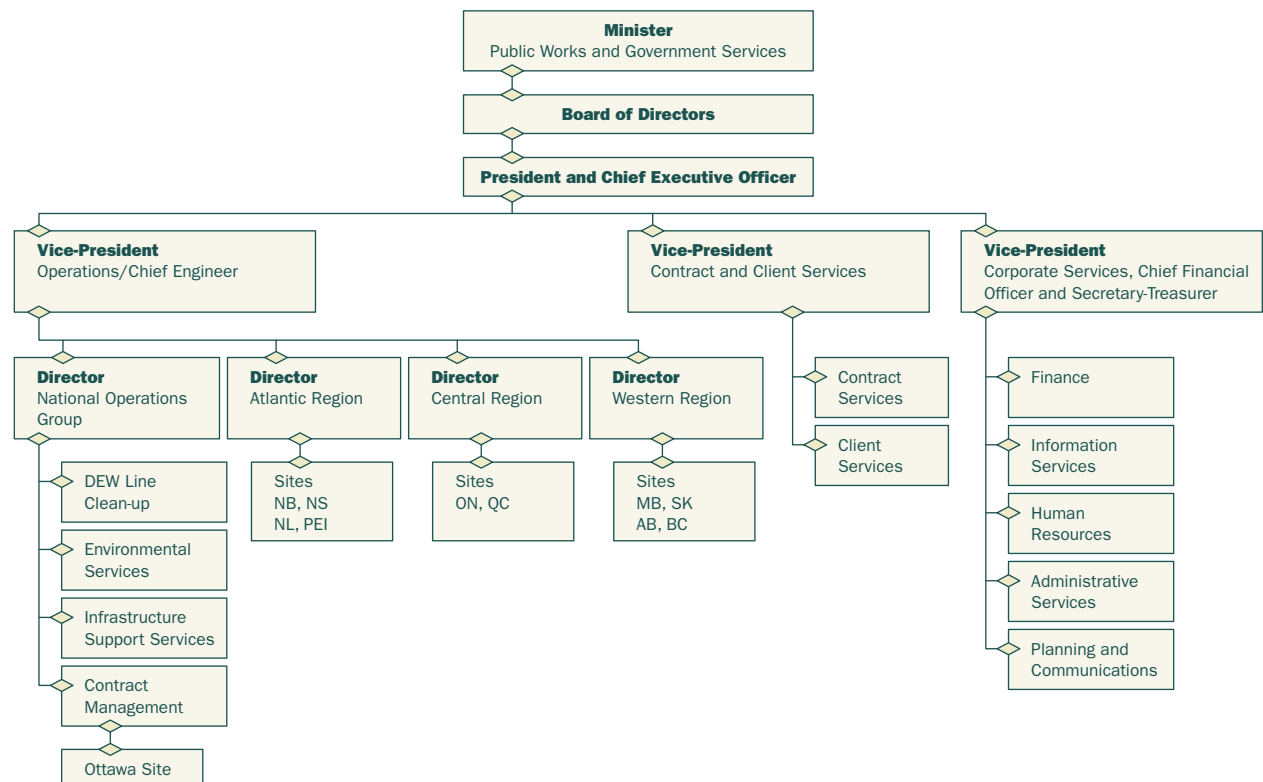 Minister
Public Works and Government Services
Board of Directors
President and Chief Executive Officer
Vice-President
Operations/Chief Engineer
Vice-President
Contract and Client Services
Vice-President
Corporate Services, Chief Financial
Officer and Secretary-Treasurer
Director
National Operations
Group
Director
Atlantic Region
Director
Central Region
Director
Western Region
DEW Line
Clean-up
Environmental
Services
Infrastructure
Support Services
Contract
Management
Ottawa Site
Sites
NB, NS
NL, PEI
Sites
ON, QC
Sites
MB, SK
AB, BC
Contract
Services
Client
Services
Finance
Information
Services
Human
Resources
Administrative
Services
Planning and
Communications